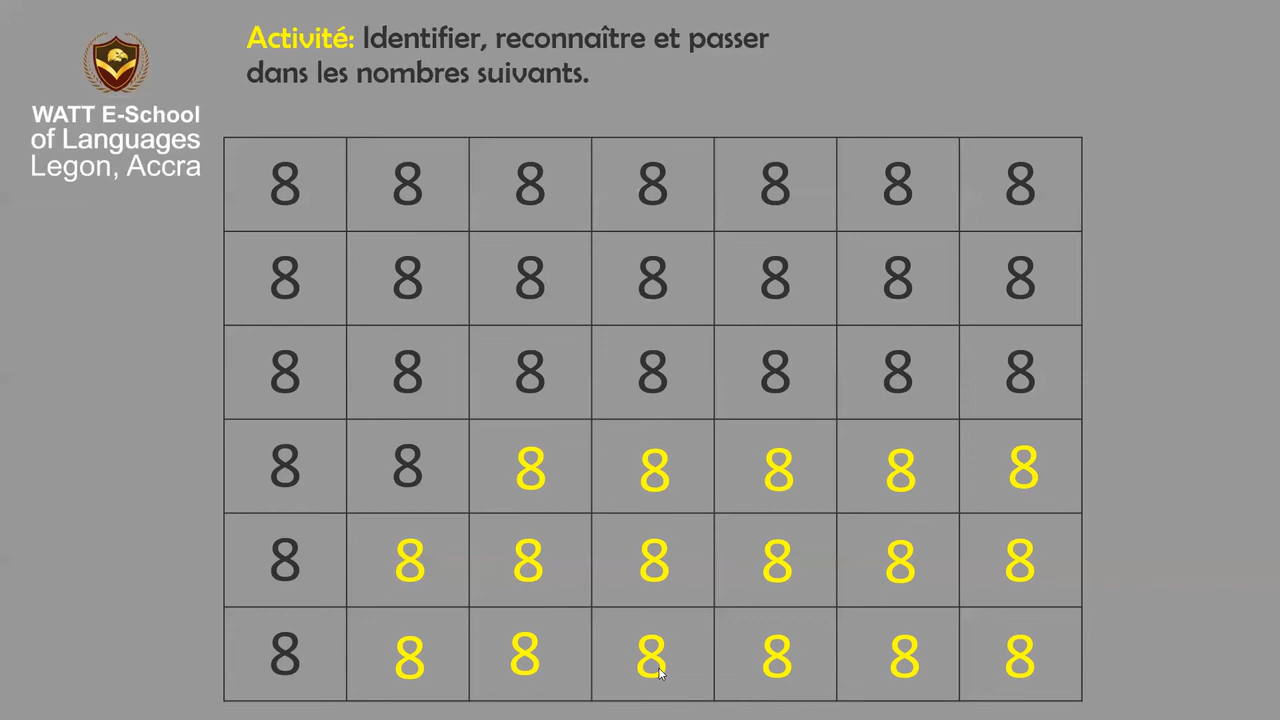 Activité: Identifier, reconnaître et passer
dans les nombres suivants.
WATT E-School
of Languages
Legon, Accra
8 8 8 8 8 8 8
8 8 8 8 8 8 8
8 8 8 8 8 8 8
8 8 8 8 8 8 8
8 8 8 8 8 8 8
8 8 8 8 8 8 8